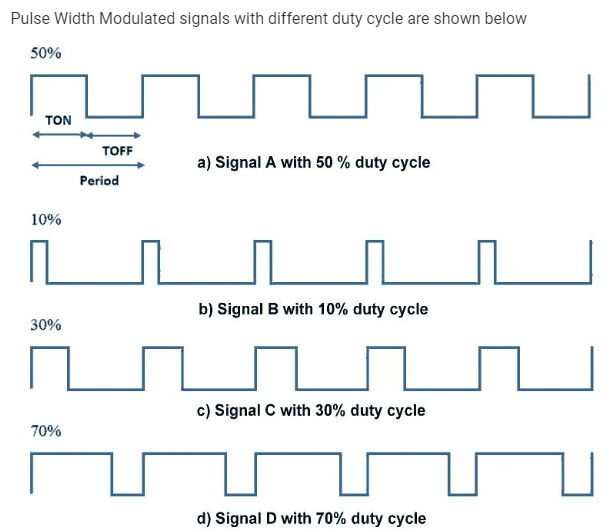 Pulse Width Modulated signals with different duty cycle are shown below
50%
TON
TOFF
Period
a) Signal A with 50 % duty cycle
10%
b) Signal B with 10% duty cycle
30%
c) Signal C with 30% duty cycle
70%
d) Signal D with 70% duty cycle